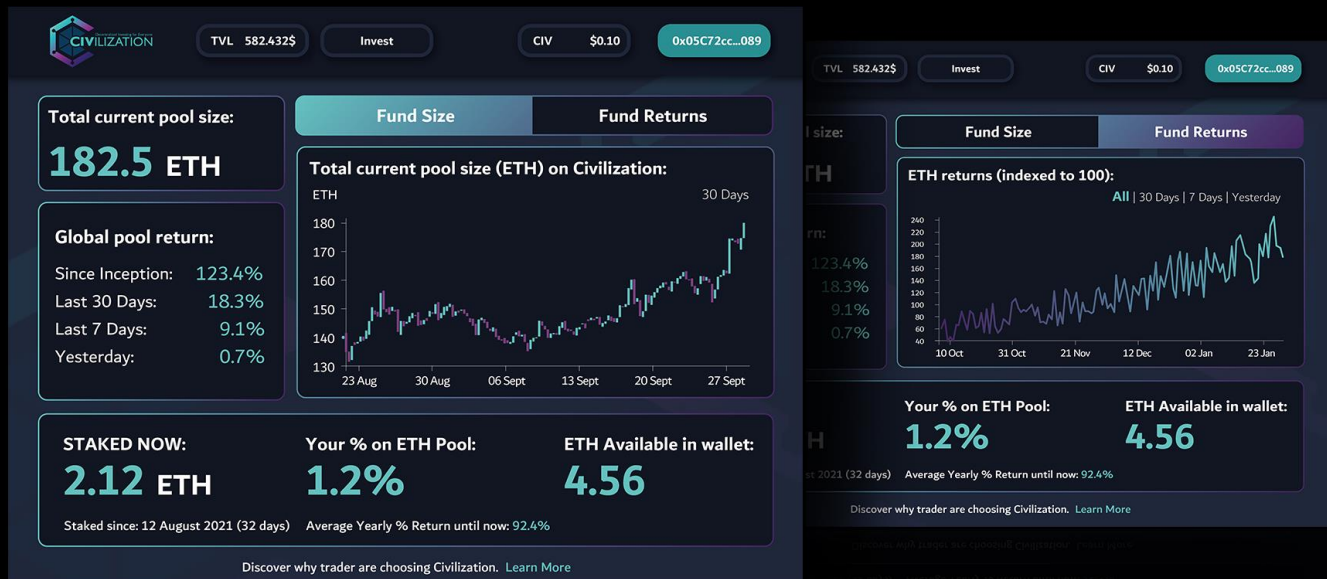 CIVILIZATION
TVL 582.432$
Invest
CIV $0.10
0x05C72cc...089
Total current pool size:
182.5 ETH
Fund Size
Fund Returns
Total current pool size (ETH) on Civilization:
ETH
30 Days
180
170
160
150
140
130
23 Aug 30 Aug 06 Sept 13 Sept 20 Sept 27 Sept
Global pool return:
Since Inception: 123.4%
Last 30 Days: 18.3%
Last 7 Days: 9.1%
Yesterday: 0.7%
STAKED NOW:
2.12 ETH
Staked since: 12 August 2021 (32 days)
Your % on ETH Pool:
1.2%
Average Yearly % Return until now: 92.4%
ETH Available in wallet:
4.56
Discover why trader are choosing Civilization. Learn More
TVL 582.432$
Invest
CIV $0.10
0x05C72cc...089
size:
TH
Fund Size
Fund Returns
ETH returns (indexed to 100):
All | 30 Days | 7 Days | Yesterday
240
220
200
180
160
140
120
100
80
60
40
10 Oct 31 Oct 21 Nov 12 Dec 02 Jan 23 Jan
rn:
123.4%
18.3%
9.1%
0.7%
H
2021 (32 days)
Your % on ETH Pool:
1.2%
Average Yearly % Return until now: 92.4%
ETH Available in wallet:
4.56
Discover why trader are choosing Civilization. Learn More